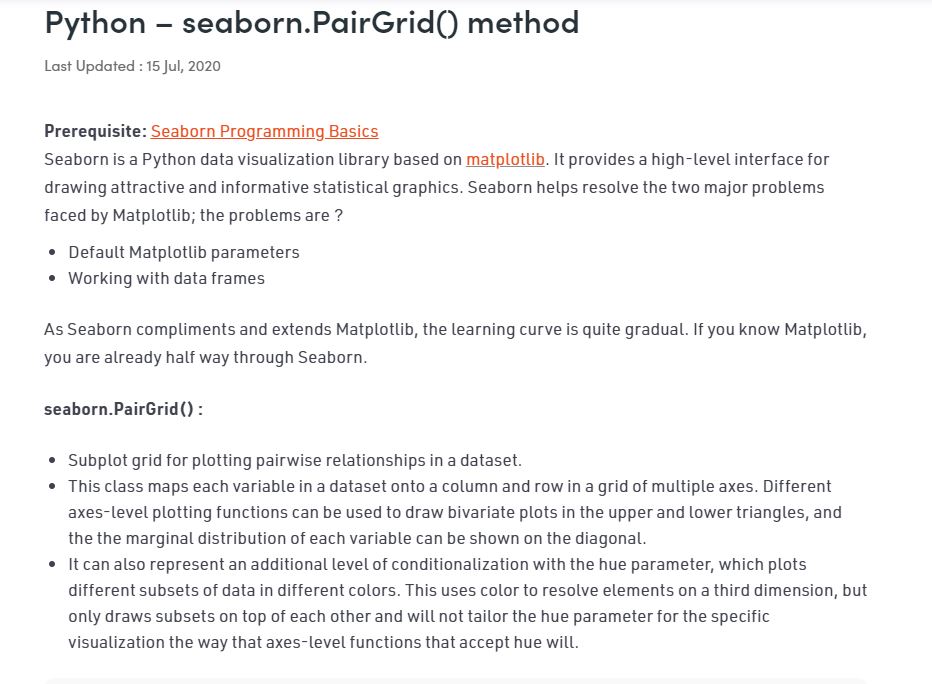 Python – seaborn.PairGrid() method
Last Updated : 15 Jul, 2020
Prerequisite: Seaborn Programming Basics
Seaborn is a Python data visualization library based on matplotlib. It provides a high-level interface for
drawing attractive and informative statistical graphics. Seaborn helps resolve the two major problems
faced by Matplotlib; the problems are ?
• Default Matplotlib parameters
• Working with data frames
As Seaborn compliments and extends Matplotlib, the learning curve is quite gradual. If you know Matplotlib,
you are already half way through Seaborn.
seaborn.PairGrid() :
• Subplot grid for plotting pairwise relationships in a dataset.
• This class maps each variable in a dataset onto a column and row in a grid of multiple axes. Different
axes-level plotting functions can be used to draw bivariate plots in the upper and lower triangles, and
the the marginal distribution of each variable can be shown on the diagonal.
• It can also represent an additional level of conditionalization with the hue parameter, which plots
different subsets of data in different colors. This uses color to resolve elements on a third dimension, but
only draws subsets on top of each other and will not tailor the hue parameter for the specific
visualization the way that axes-level functions that accept hue will.